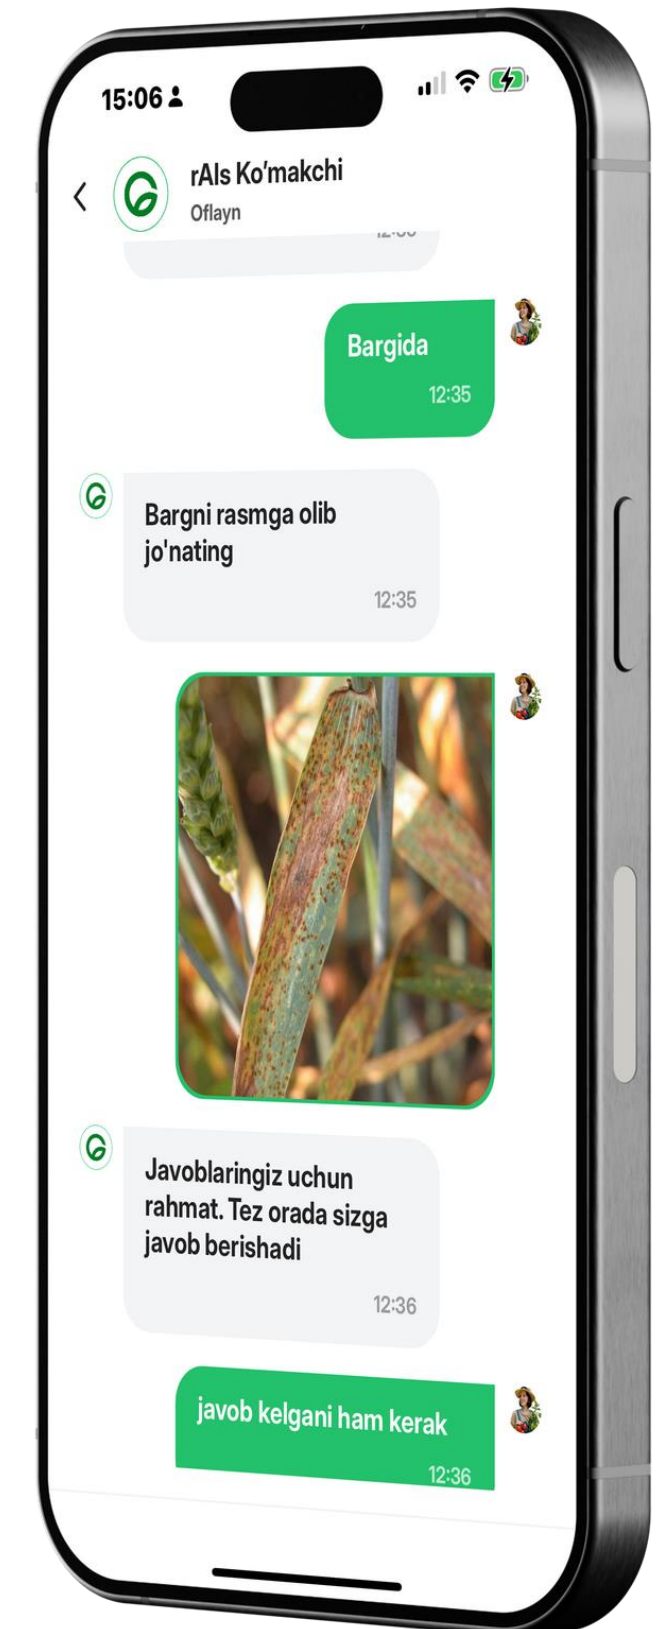 15:06
rAIs Ko‘makchi
Oflayn
Bargida
12:35
Bargni rasmga olib
jo'nating
12:35
Javoblaringiz uchun
rahmat. Tez orada sizga
javob berishadi
12:36
javob kelgani ham kerak
12:36